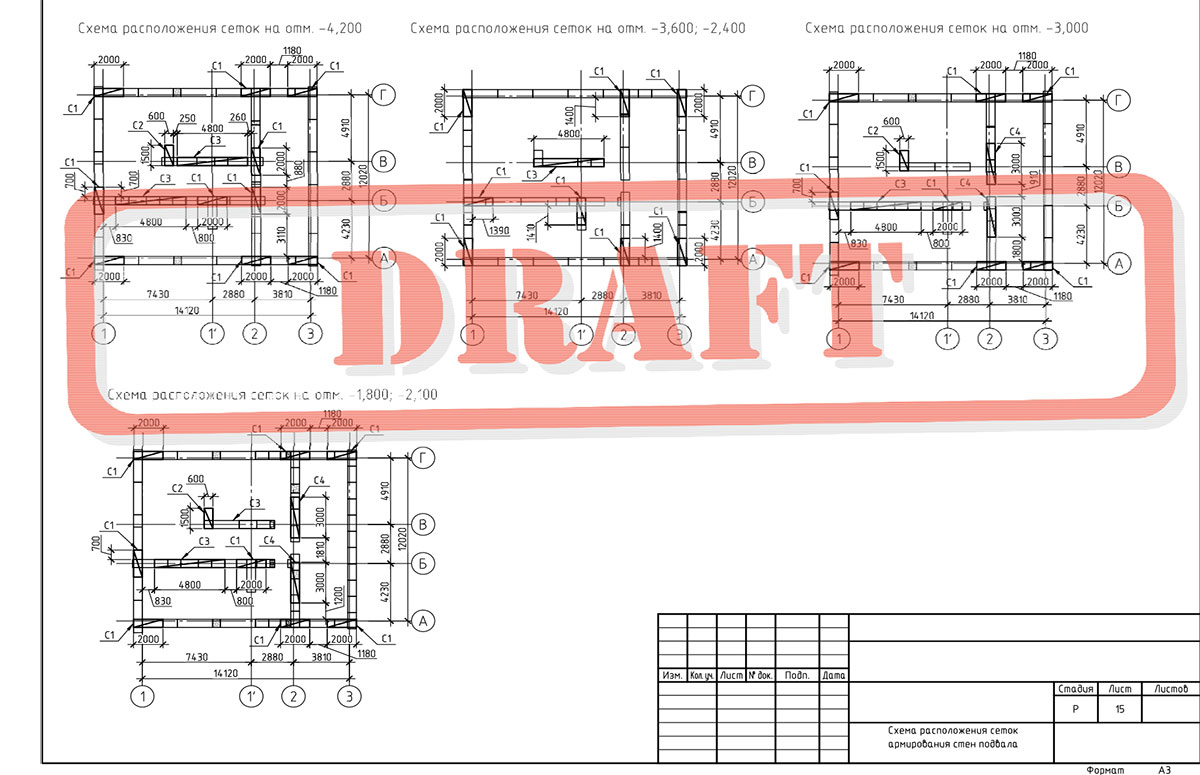 Схема расположения сеток на отм. -4,200
Схема расположения сеток на отм. -3,600; -2,400
Схема расположения сеток на отм. -3,000
1180
2000 С1 2000 2000 С1
С1
Г
600 250 4800 260
С2 С3 С1
1500 2000 1880 4910
В
С1
700 700 С3 С1 С1
2880 12020
Б
4800 2000 2000
830 800 3110 4230
С1 С1 С1
А
2000 2000 2000
1180
7430 2880 3810
14120
1 1' 2 3
С1 С1
2000 1400 2000
С1
Г
4800 4910
С3
В
С1 С1
2880 12020
Б
С1 1390 1410 С1 1400 4230
2000 С1 2000
А
7430 2880 3810
14120
1 1' 2 3
1180
2000 С1 2000 2000 С1
С1
Г
600
С2 С4
1500 3000 4910
В
С1
700 С3 С1 С4 910
2880 12020
Б
4800 2000 3000
830 800 1800 4230
С1 С1 С1
А
2000 2000 2000
1180
7430 2880 3810
14120
1 1' 2 3
Схема расположения сеток на отм. -1,800; -2,100
1180
2000 С1 2000 2000 С1
С1
Г
600
С2 С3 С4
1500 3000 4910
В
С1
700 С3 С1 С4 1810
2880 12020
Б
4800 2000 3000
830 800 1200 4230
С1 С1 С1
А
2000 2000 2000
1180
7430 2880 3810
14120
1 1' 2 3
DRAFT
Изм. Кол.уч. Лист № док. Подп. Дата
Стадия Лист Листов
Р 15
Схема расположения сеток
армирования стен подвала
Формат А3